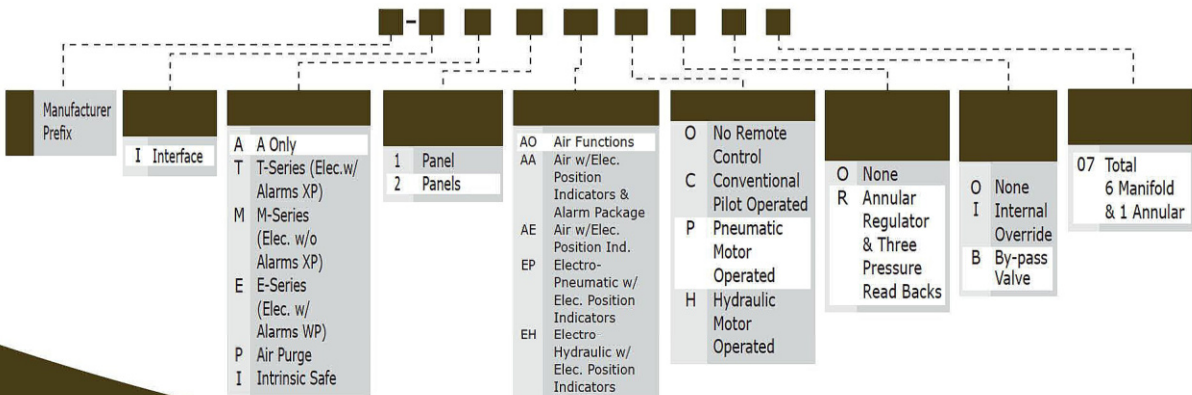 Manufacturer
Prefix
I Interface
A A Only
T T-Series (Elec.w/
Alarms XP)
M M-Series
(Elec. w/o
Alarms XP)
E E-Series
(Elec. w/
Alarms WP)
P Air Purge
I Intrinsic Safe
1 Panel
2 Panels
AO Air Functions
AA Air w/Elec.
Position
Indicators &
Alarm Package
AE Air w/Elec.
Position Ind.
EP Electro-
Pneumatic w/
Elec. Position
Indicators
EH Electro
Hydraulic w/
Elec. Position
Indicators
O No Remote
Control
C Conventional
Pilot Operated
P Pneumatic
Motor
Operated
H Hydraulic
Motor
Operated
O None
R Annular
Regulator
& Three
Pressure
Read Backs
O None
I Internal
Override
B By-pass
Valve
07 Total
6 Manifold
& 1 Annular